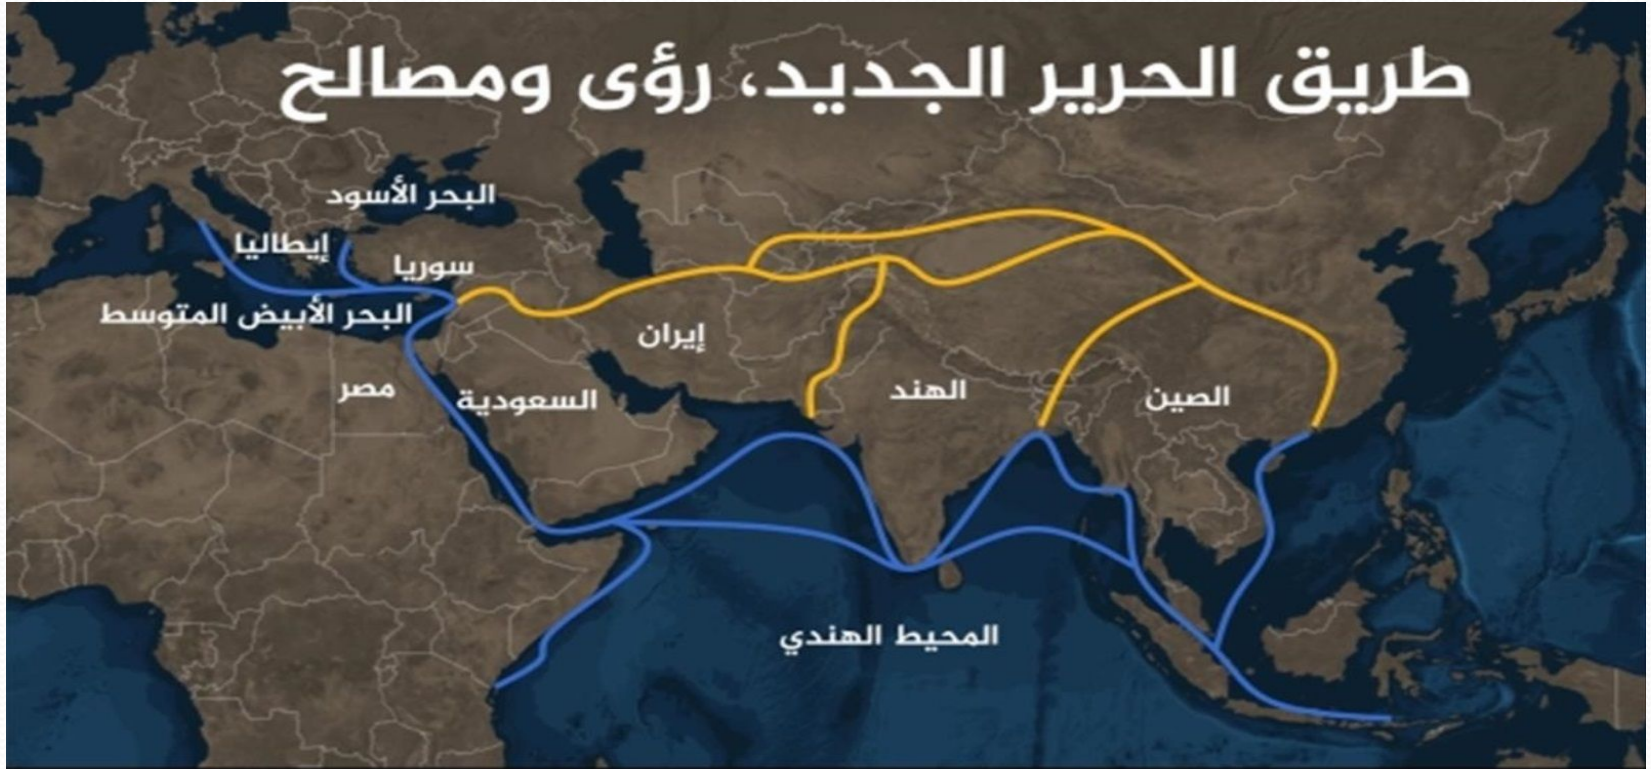 طريق الحرير الجديد، رؤى ومصالح
البحر الأسود
إيطاليا
سوريا
البحر الأبيض المتوسط
إيران
مصر
السعودية
الهند
الصين
المحيط الهندي